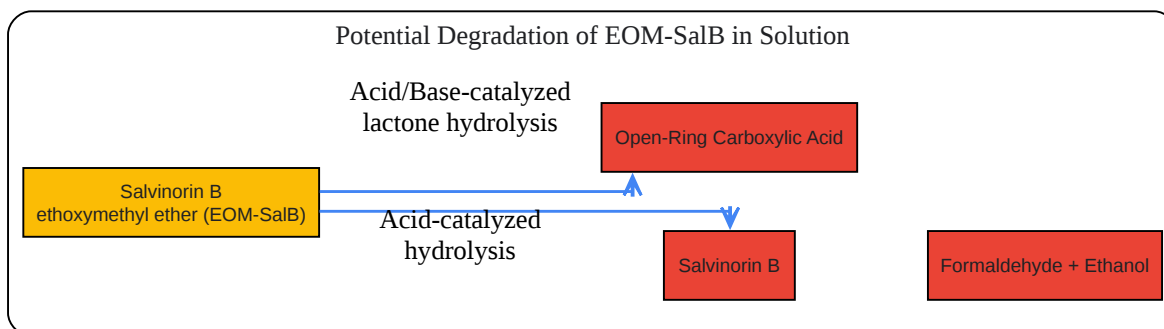 Potential Degradation of EOM-SalB in Solution
Acid/Base-catalyzed
lactone hydrolysis
Open-Ring Carboxylic Acid
Salvinorin B
ethoxymethyl ether (EOM-SalB)
Acid-catalyzed
hydrolysis
Salvinorin B
Formaldehyde + Ethanol